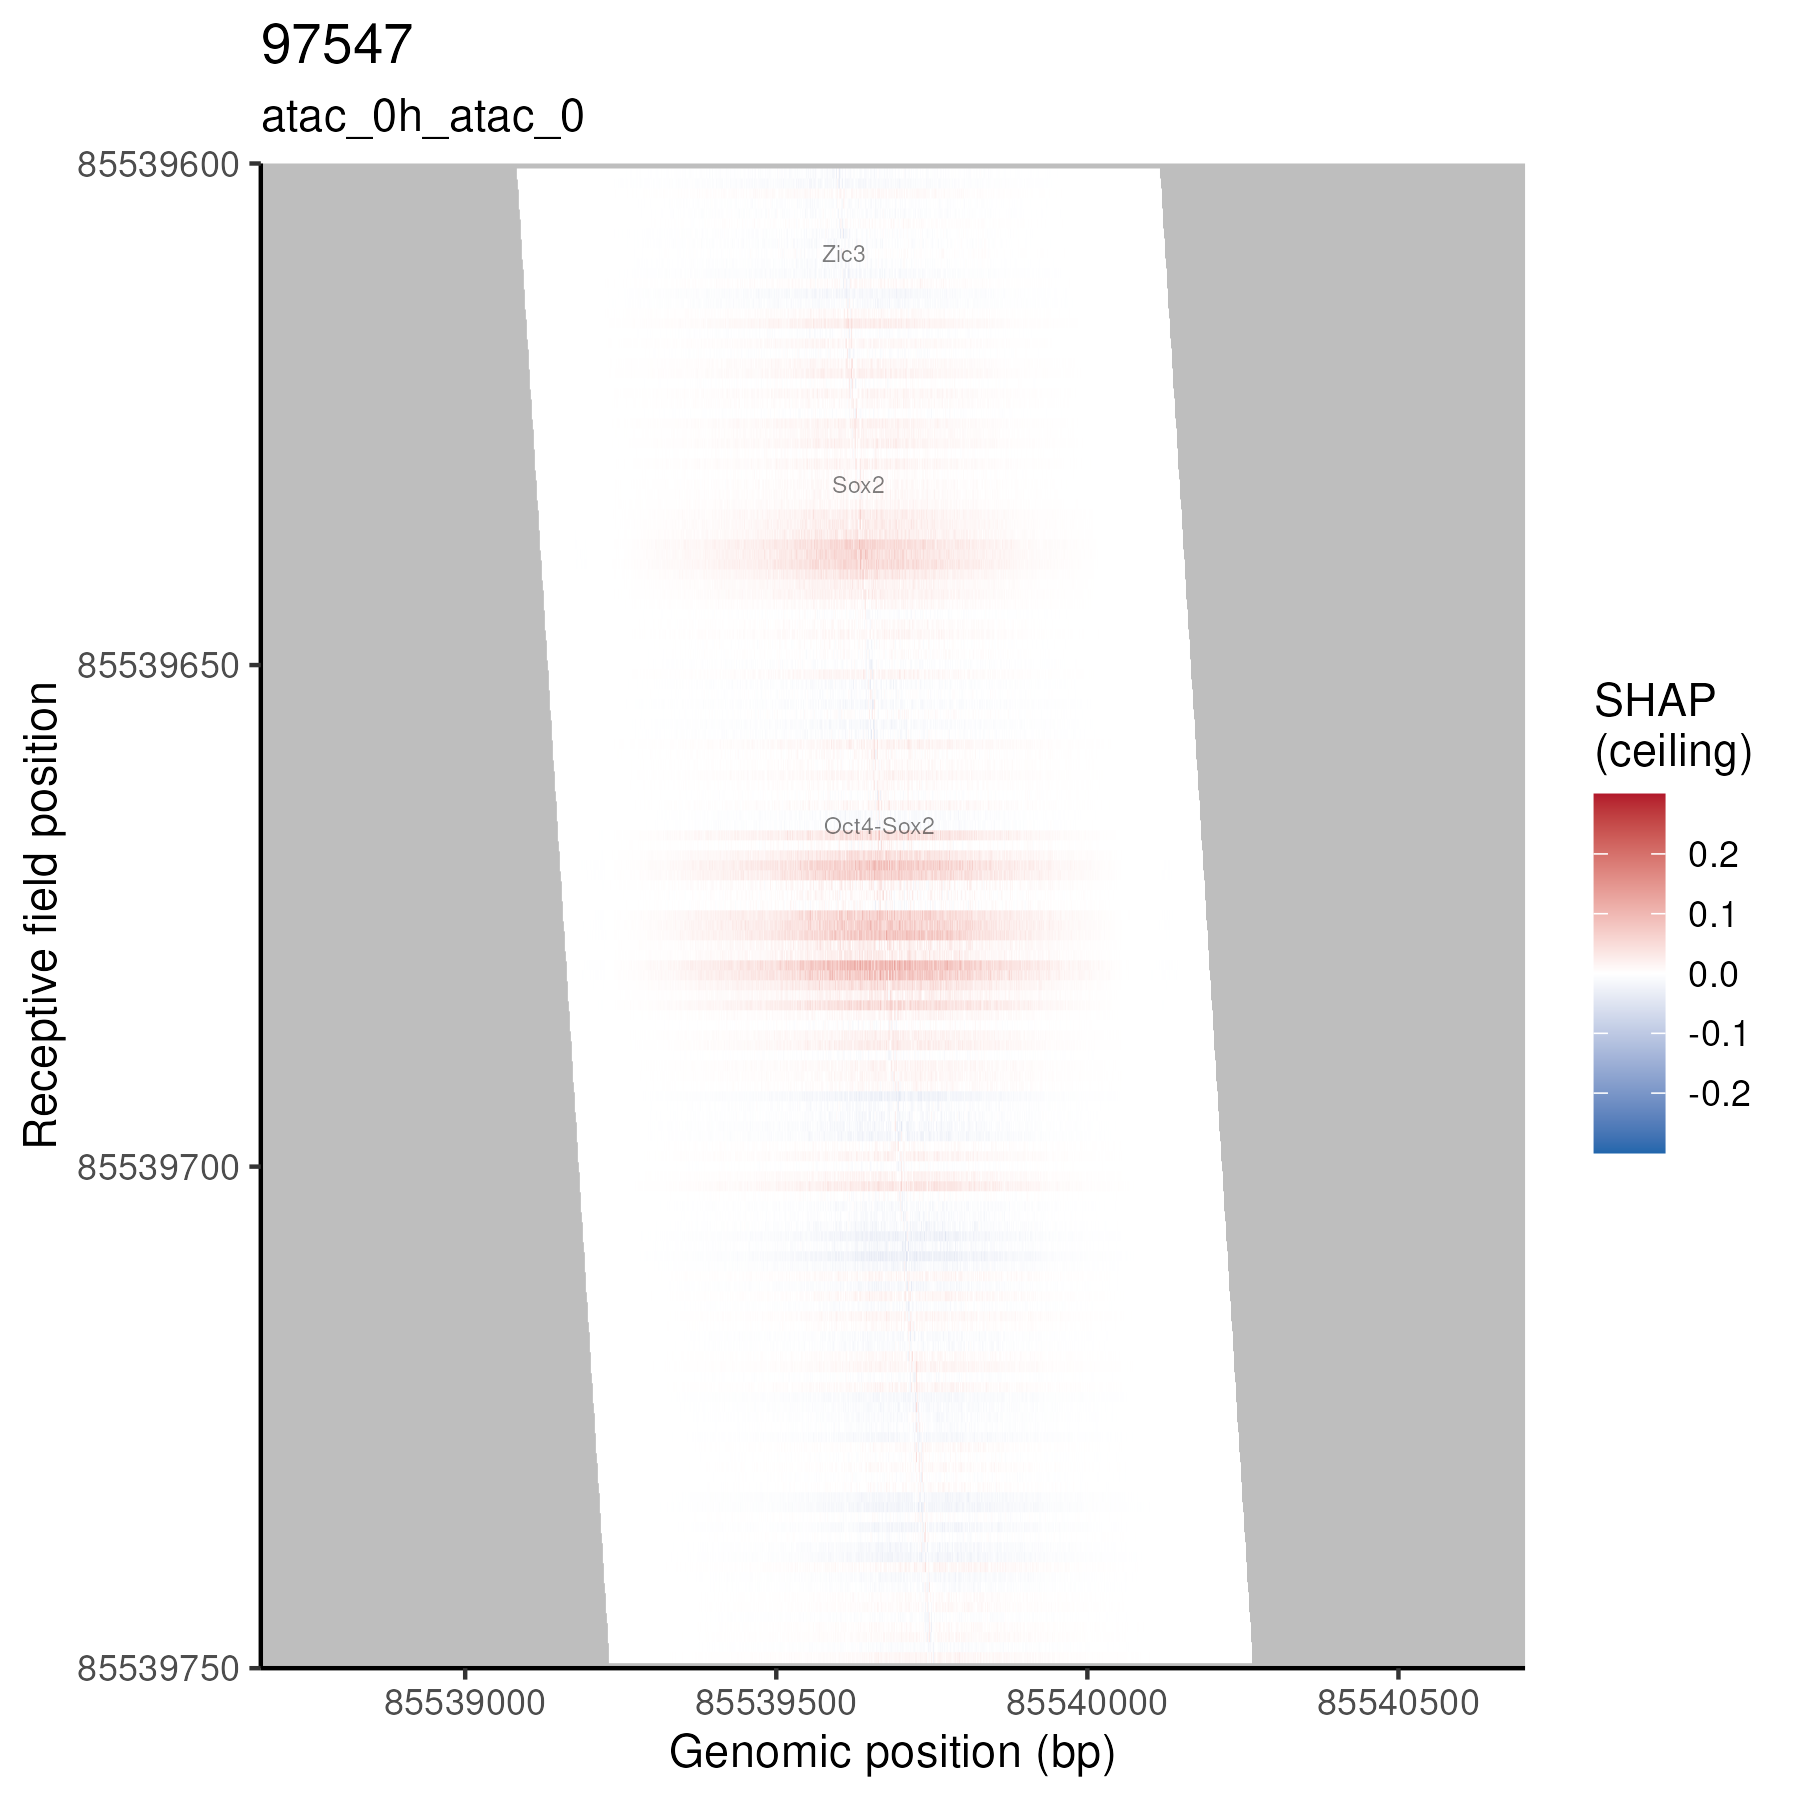 97547
atac_0h_atac_0
85539600
85539650
85539700
85539750
Receptive field position
Zic3
Sox2
Oct4-Sox2
85539000
85539500
85540000
85540500
Genomic position (bp)
SHAP
(ceiling)
0.2
0.1
0.0
-0.1
-0.2